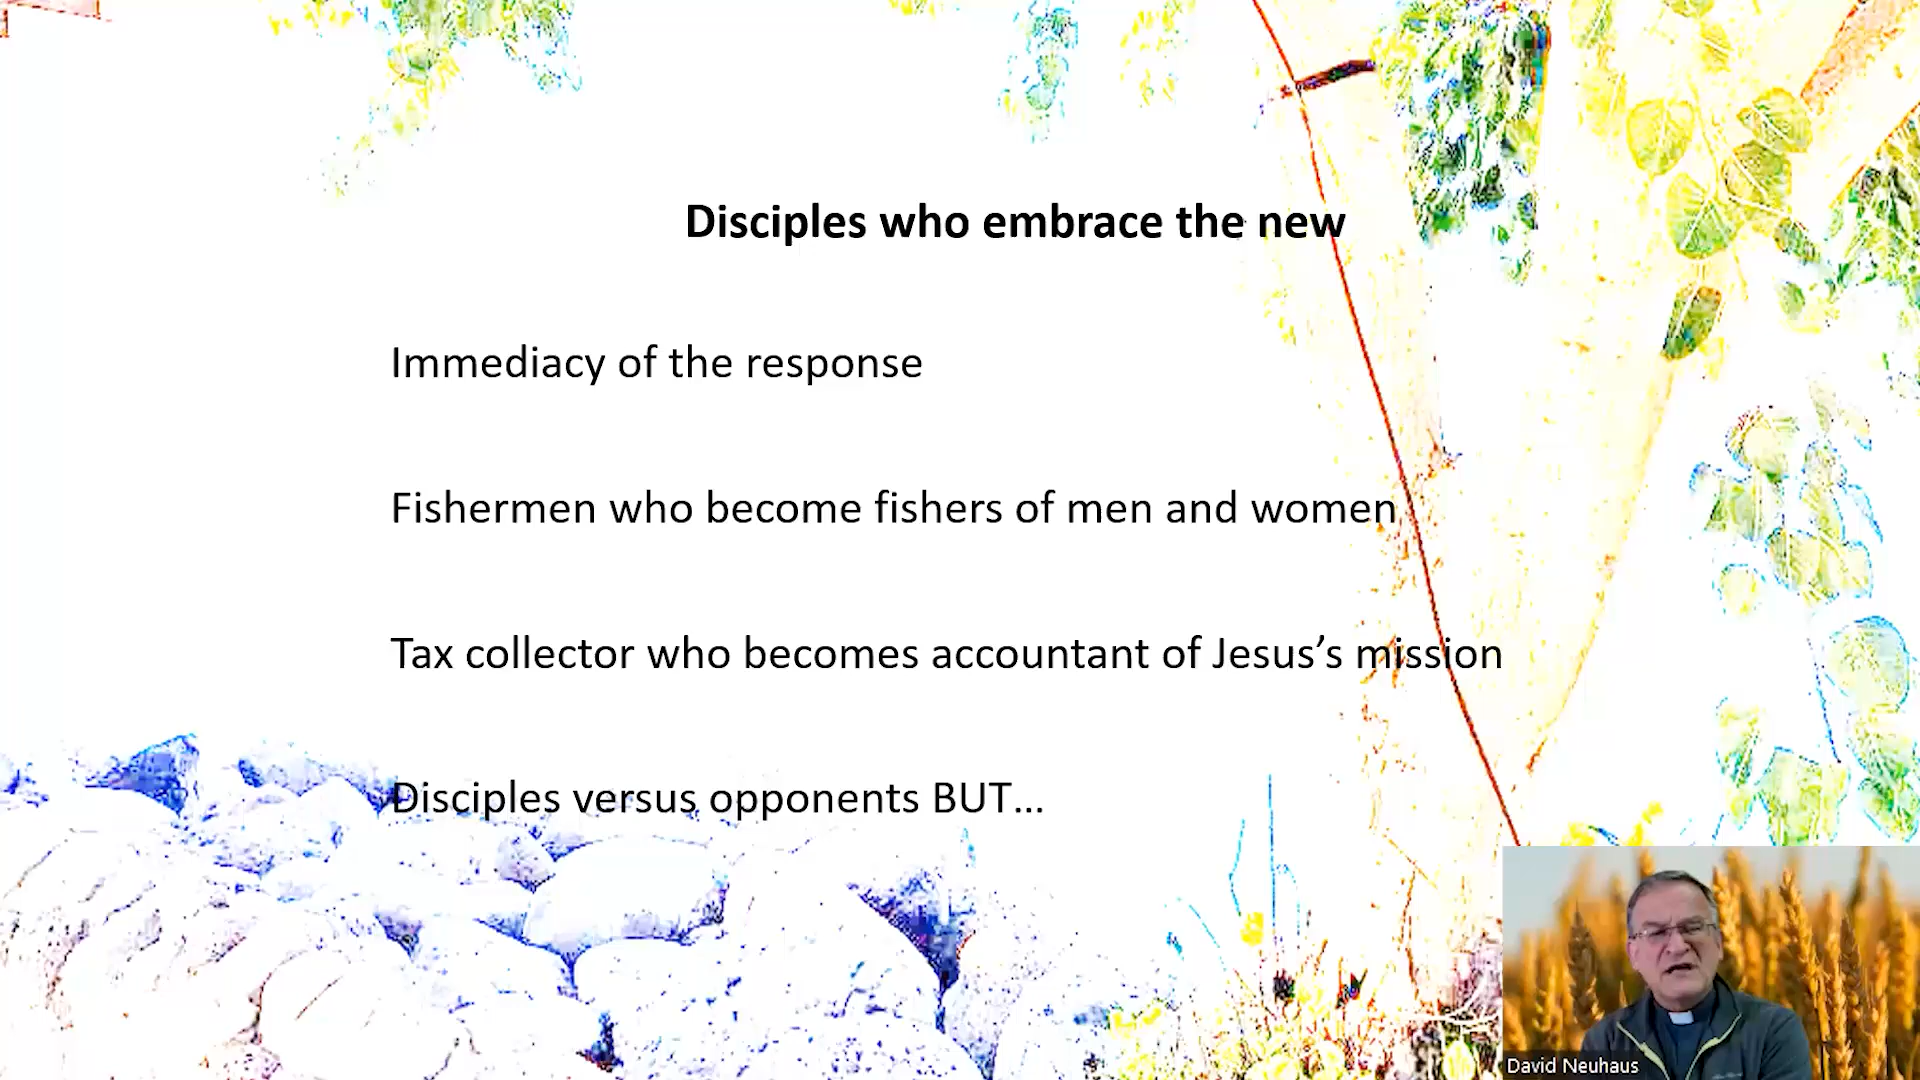 Disciples who embrace the new
Immediacy of the response
Fishermen who become fishers of men and women
Tax collector who becomes accountant of Jesus’s mission
Disciples versus opponents BUT…
David Neuhaus